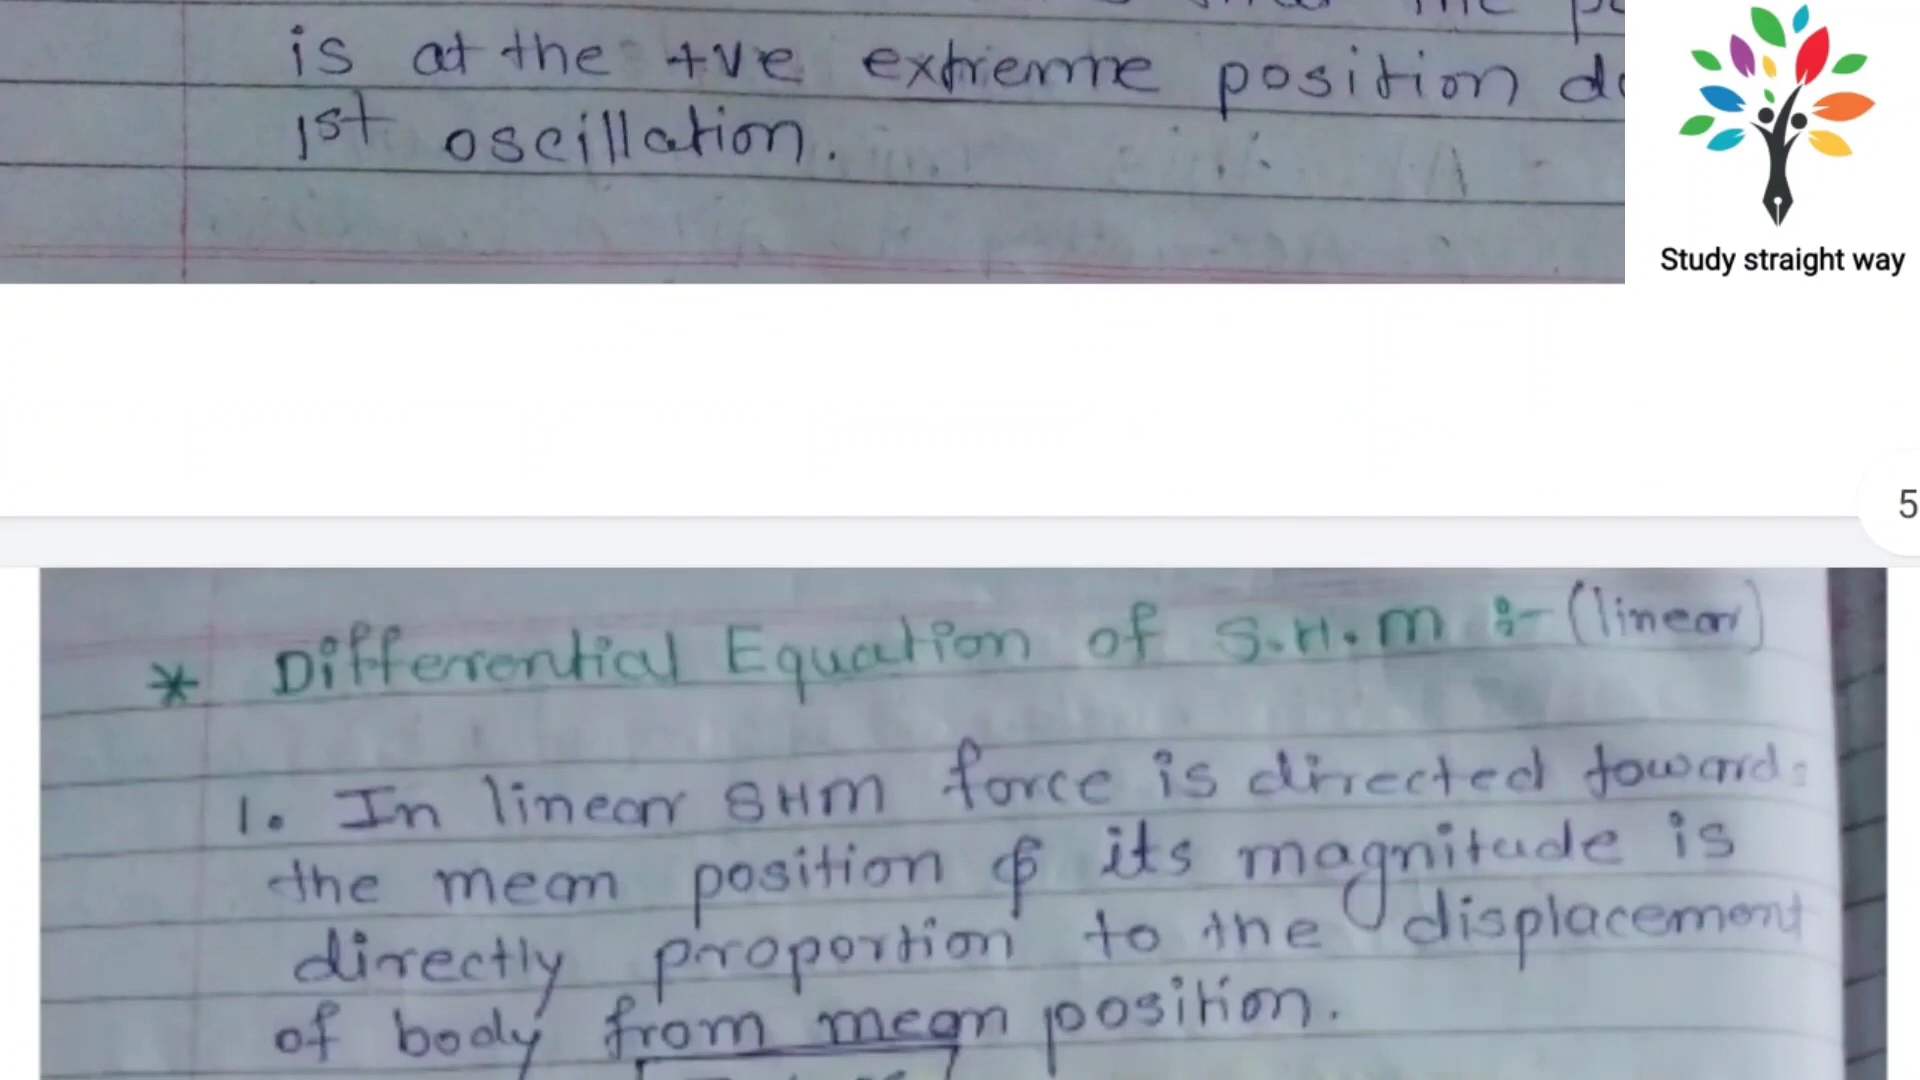 is at the +ve extreme position
1st oscillation.
Study straight way
5
* Differential Equation of S.H.M :- (linear)
1. In linear SHM force is directed towards
the mean position & its magnitude is
directly proportion to the displacement
of body from mean position.